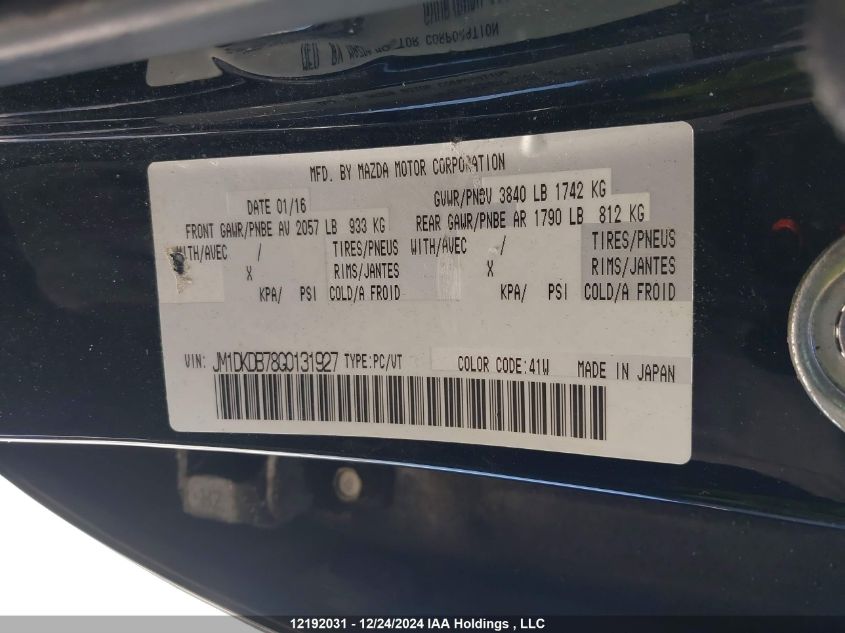 MFD. BY MAZDA MOTOR CORPORATION
DATE 01/16 GVWR/PNBV 3840 LB 1742 KG
FRONT GAWR/PNBE AV 2057 LB 933 KG REAR GAWR/PNBE AR 1790 LB 812 KG
WITH/AVEC / TIRES/PNEUS WITH/AVEC / TIRES/PNEUS
X RIMS/JANTES X RIMS/JANTES
KPA/ PSI COLD/A FROID KPA/ PSI COLD/A FROID
VIN: JM1DKDB78G0131927 TYPE:PC/VT COLOR CODE:41W MADE IN JAPAN
12192031 - 12/24/2024 IAA Holdings , LLC